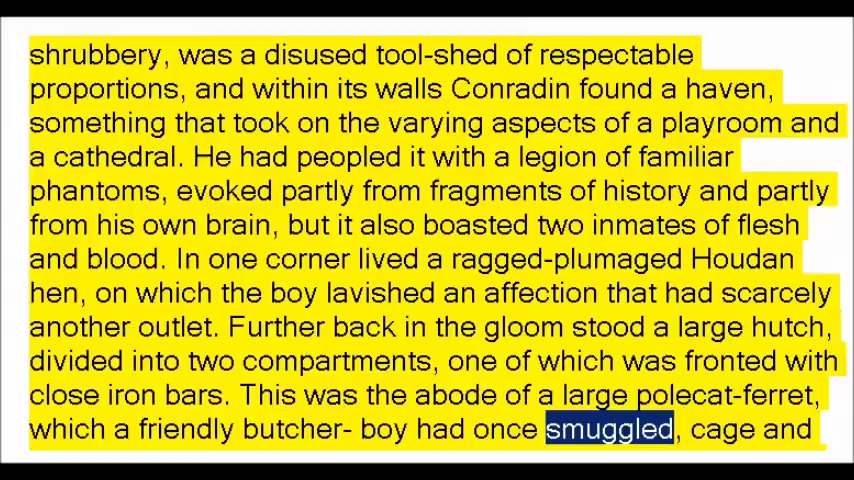 shrubbery, was a disused tool-shed of respectable
proportions, and within its walls Conradin found a haven,
something that took on the varying aspects of a playroom and
a cathedral. He had peopled it with a legion of familiar
phantoms, evoked partly from fragments of history and partly
from his own brain, but it also boasted two inmates of flesh
and blood. In one corner lived a ragged-plumaged Houdan
hen, on which the boy lavished an affection that had scarcely
another outlet. Further back in the gloom stood a large hutch,
divided into two compartments, one of which was fronted with
close iron bars. This was the abode of a large polecat-ferret,
which a friendly butcher- boy had once smuggled, cage and